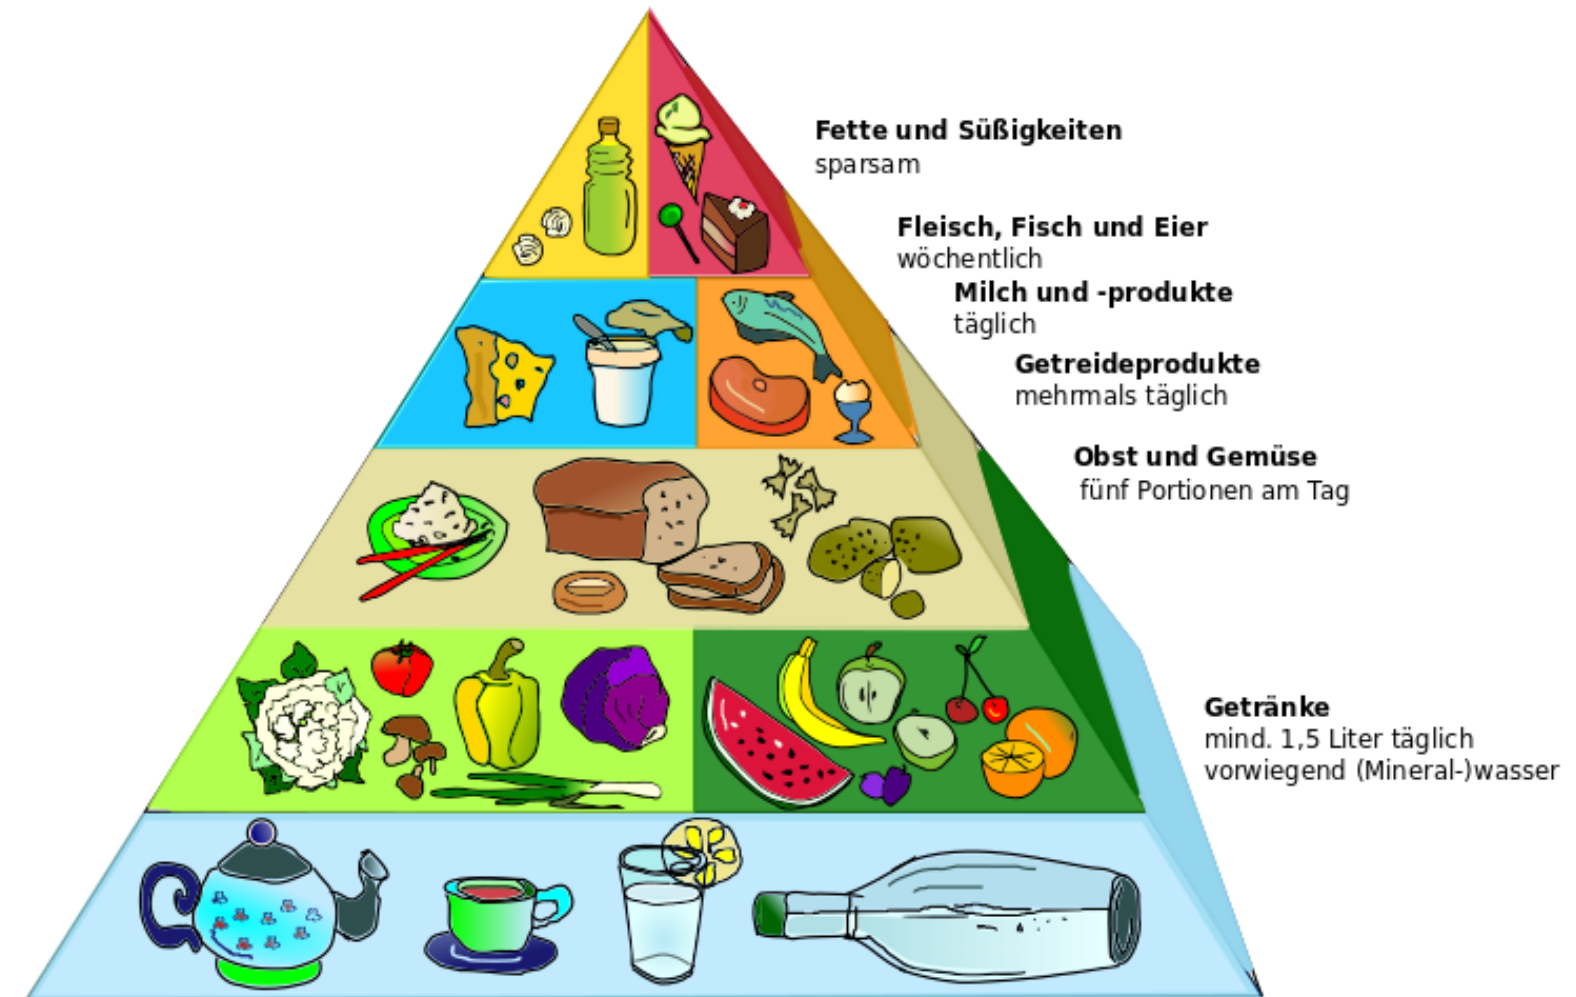 Fette und Süßigkeiten
sparsam
Fleisch, Fisch und Eier
wöchentlich
Milch und -produkte
täglich
Getreideprodukte
mehrmals täglich
Obst und Gemüse
fünf Portionen am Tag
Getränke
mind. 1,5 Liter täglich
vorwiegend (Mineral-)wasser